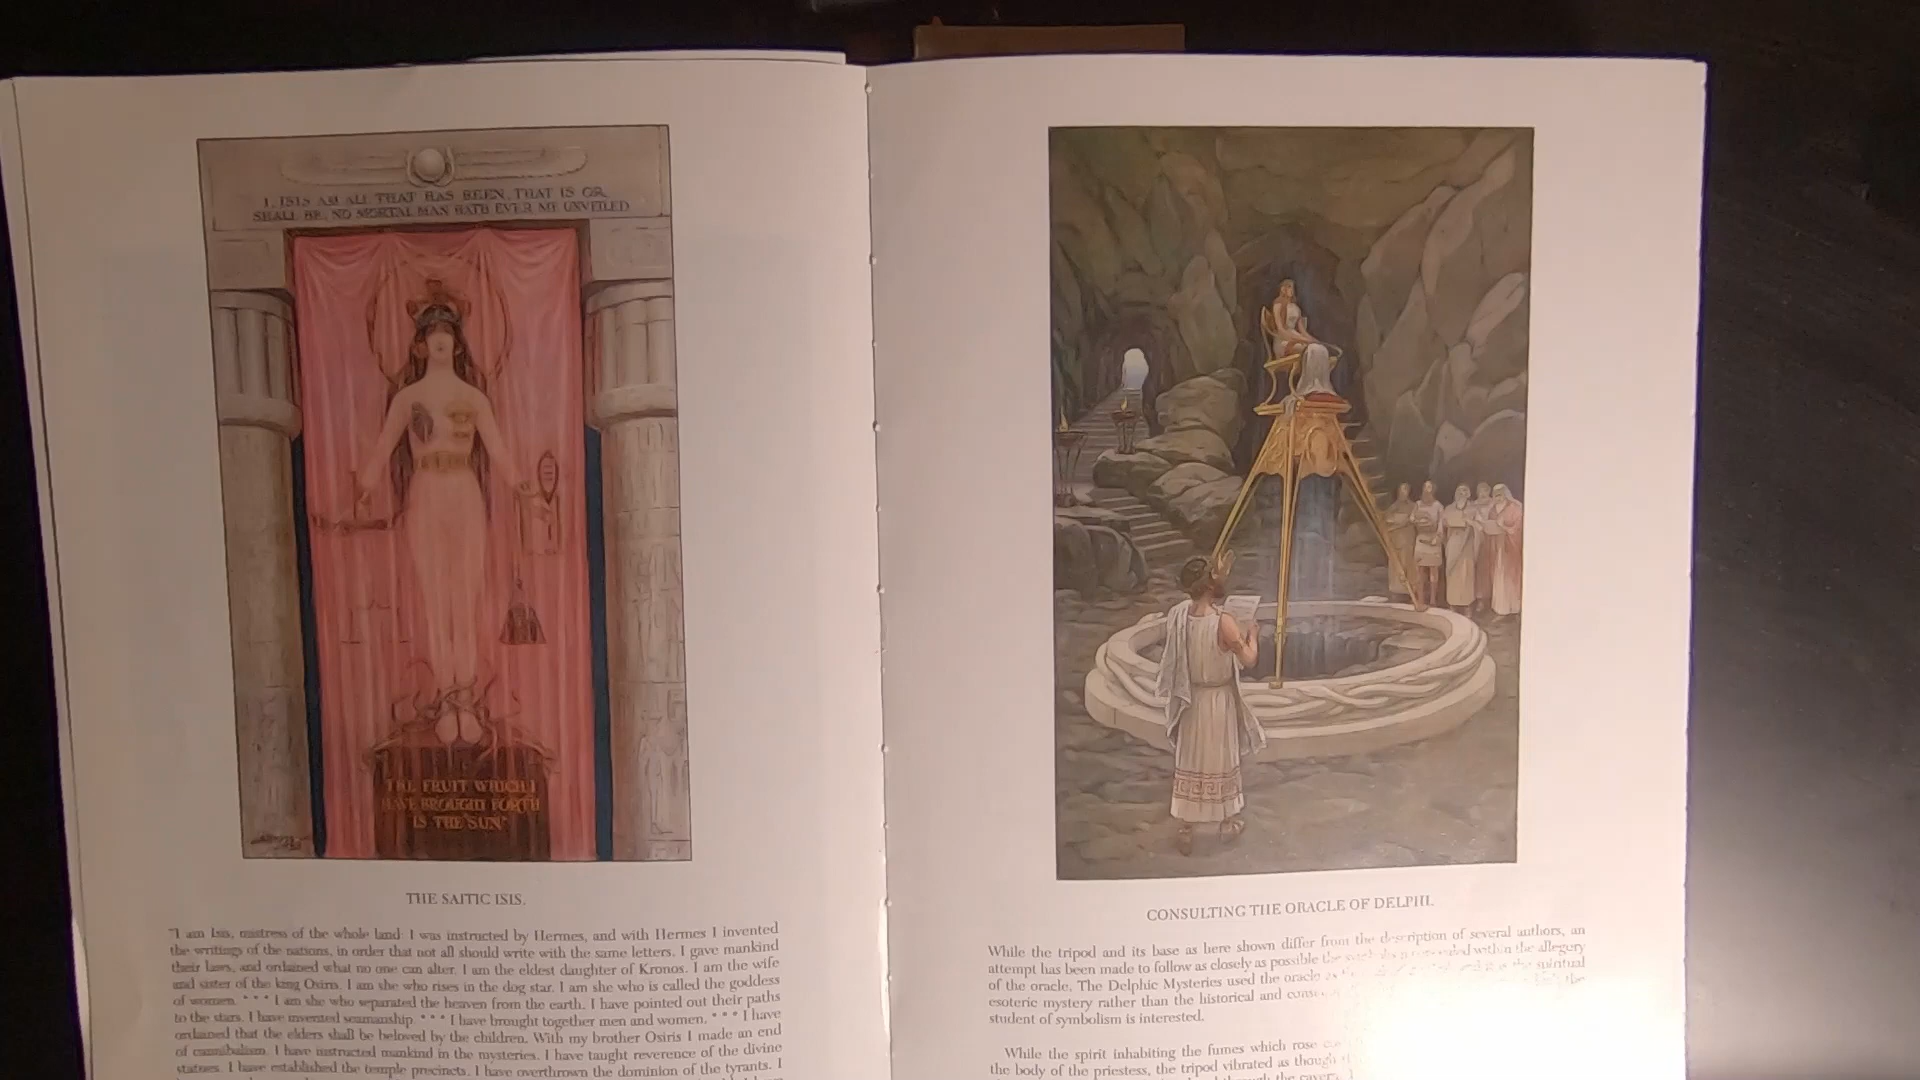 I, ISIS AM ALL THAT HAS BEEN, THAT IS OR
SHALL BE; NO MORTAL MAN HATH EVER ME UNVEILED
THE FRUIT WHICH I
HAVE BROUGHT FORTH
IS THE SUN"
THE SAITIC ISIS.
"I am Isis, mistress of the whole land: I was instructed by Hermes, and with Hermes I invented
the writings of the nations, in order that not all should write with the same letters. I gave mankind
their laws, and ordained what no one can alter. I am the eldest daughter of Kronos. I am the wife
and sister of the king Osiris. I am she who rises in the dog star. I am she who is called the goddess
of women. * * * I am she who separated the heaven from the earth. I have pointed out their paths
to the stars. I have invented seamanship. * * * I have brought together men and women. * * * I have
ordained that the elders shall be beloved by the children. With my brother Osiris I made an end
of cannibalism. I have instructed mankind in the mysteries. I have taught reverence of the divine
statues. I have established the temple precincts. I have overthrown the dominion of the tyrants. I
CONSULTING THE ORACLE OF DELPHI.
While the tripod and its base as here shown differ from the description of several authors, an
attempt has been made to follow as closely as possible the concealed within the allegory
of the oracle. The Delphic Mysteries used the oracle as the spiritual
esoteric mystery rather than the historical and the
student of symbolism is interested.
While the spirit inhabiting the fumes which rose
the body of the priestess, the tripod vibrated as though